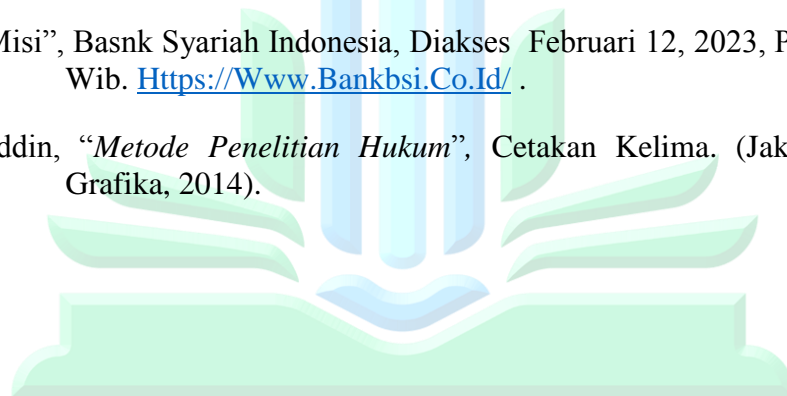 Misi”, Basnk Syariah Indonesia, Diakses Februari 12, 2023, P
Wib. Https://Www.Bankbsi.Co.Id/ .
ddin, “Metode Penelitian Hukum”, Cetakan Kelima. (Jak
Grafika, 2014).